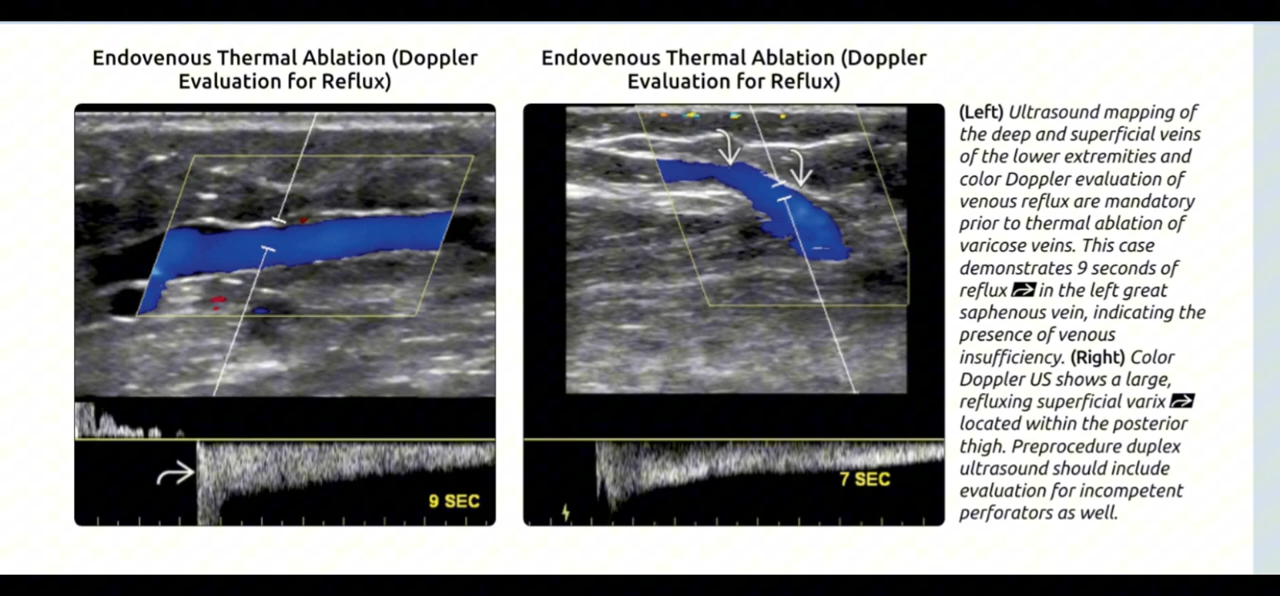 Endovenous Thermal Ablation (Doppler
Evaluation for Reflux)
9 SEC
Endovenous Thermal Ablation (Doppler
Evaluation for Reflux)
7 SEC
(Left) Ultrasound mapping of
the deep and superficial veins
of the lower extremities and
color Doppler evaluation of
venous reflux are mandatory
prior to thermal ablation of
varicose veins. This case
demonstrates 9 seconds of
reflux in the left great
saphenous vein, indicating the
presence of venous
insufficiency. (Right) Color
Doppler US shows a large,
refluxing superficial varix
located within the posterior
thigh. Preprocedure duplex
ultrasound should include
evaluation for incompetent
perforators as well.